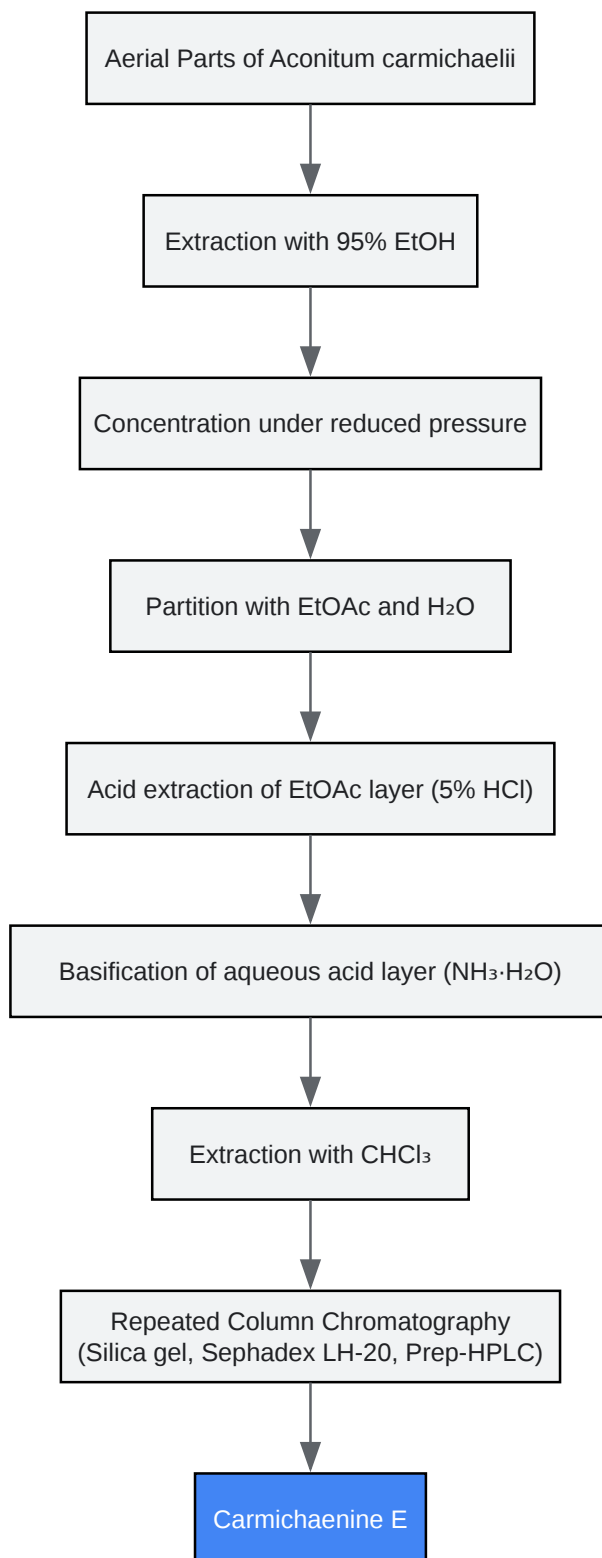 Aerial Parts of Aconitum carmichaelii
Extraction with 95% EtOH
Concentration under reduced pressure
Partition with EtOAc and H₂O
Acid extraction of EtOAc layer (5% HCl)
Basification of aqueous acid layer (NH₃·H₂O)
Extraction with CHCl₃
Repeated Column Chromatography
(Silica gel, Sephadex LH-20, Prep-HPLC)
Carmichaenine E